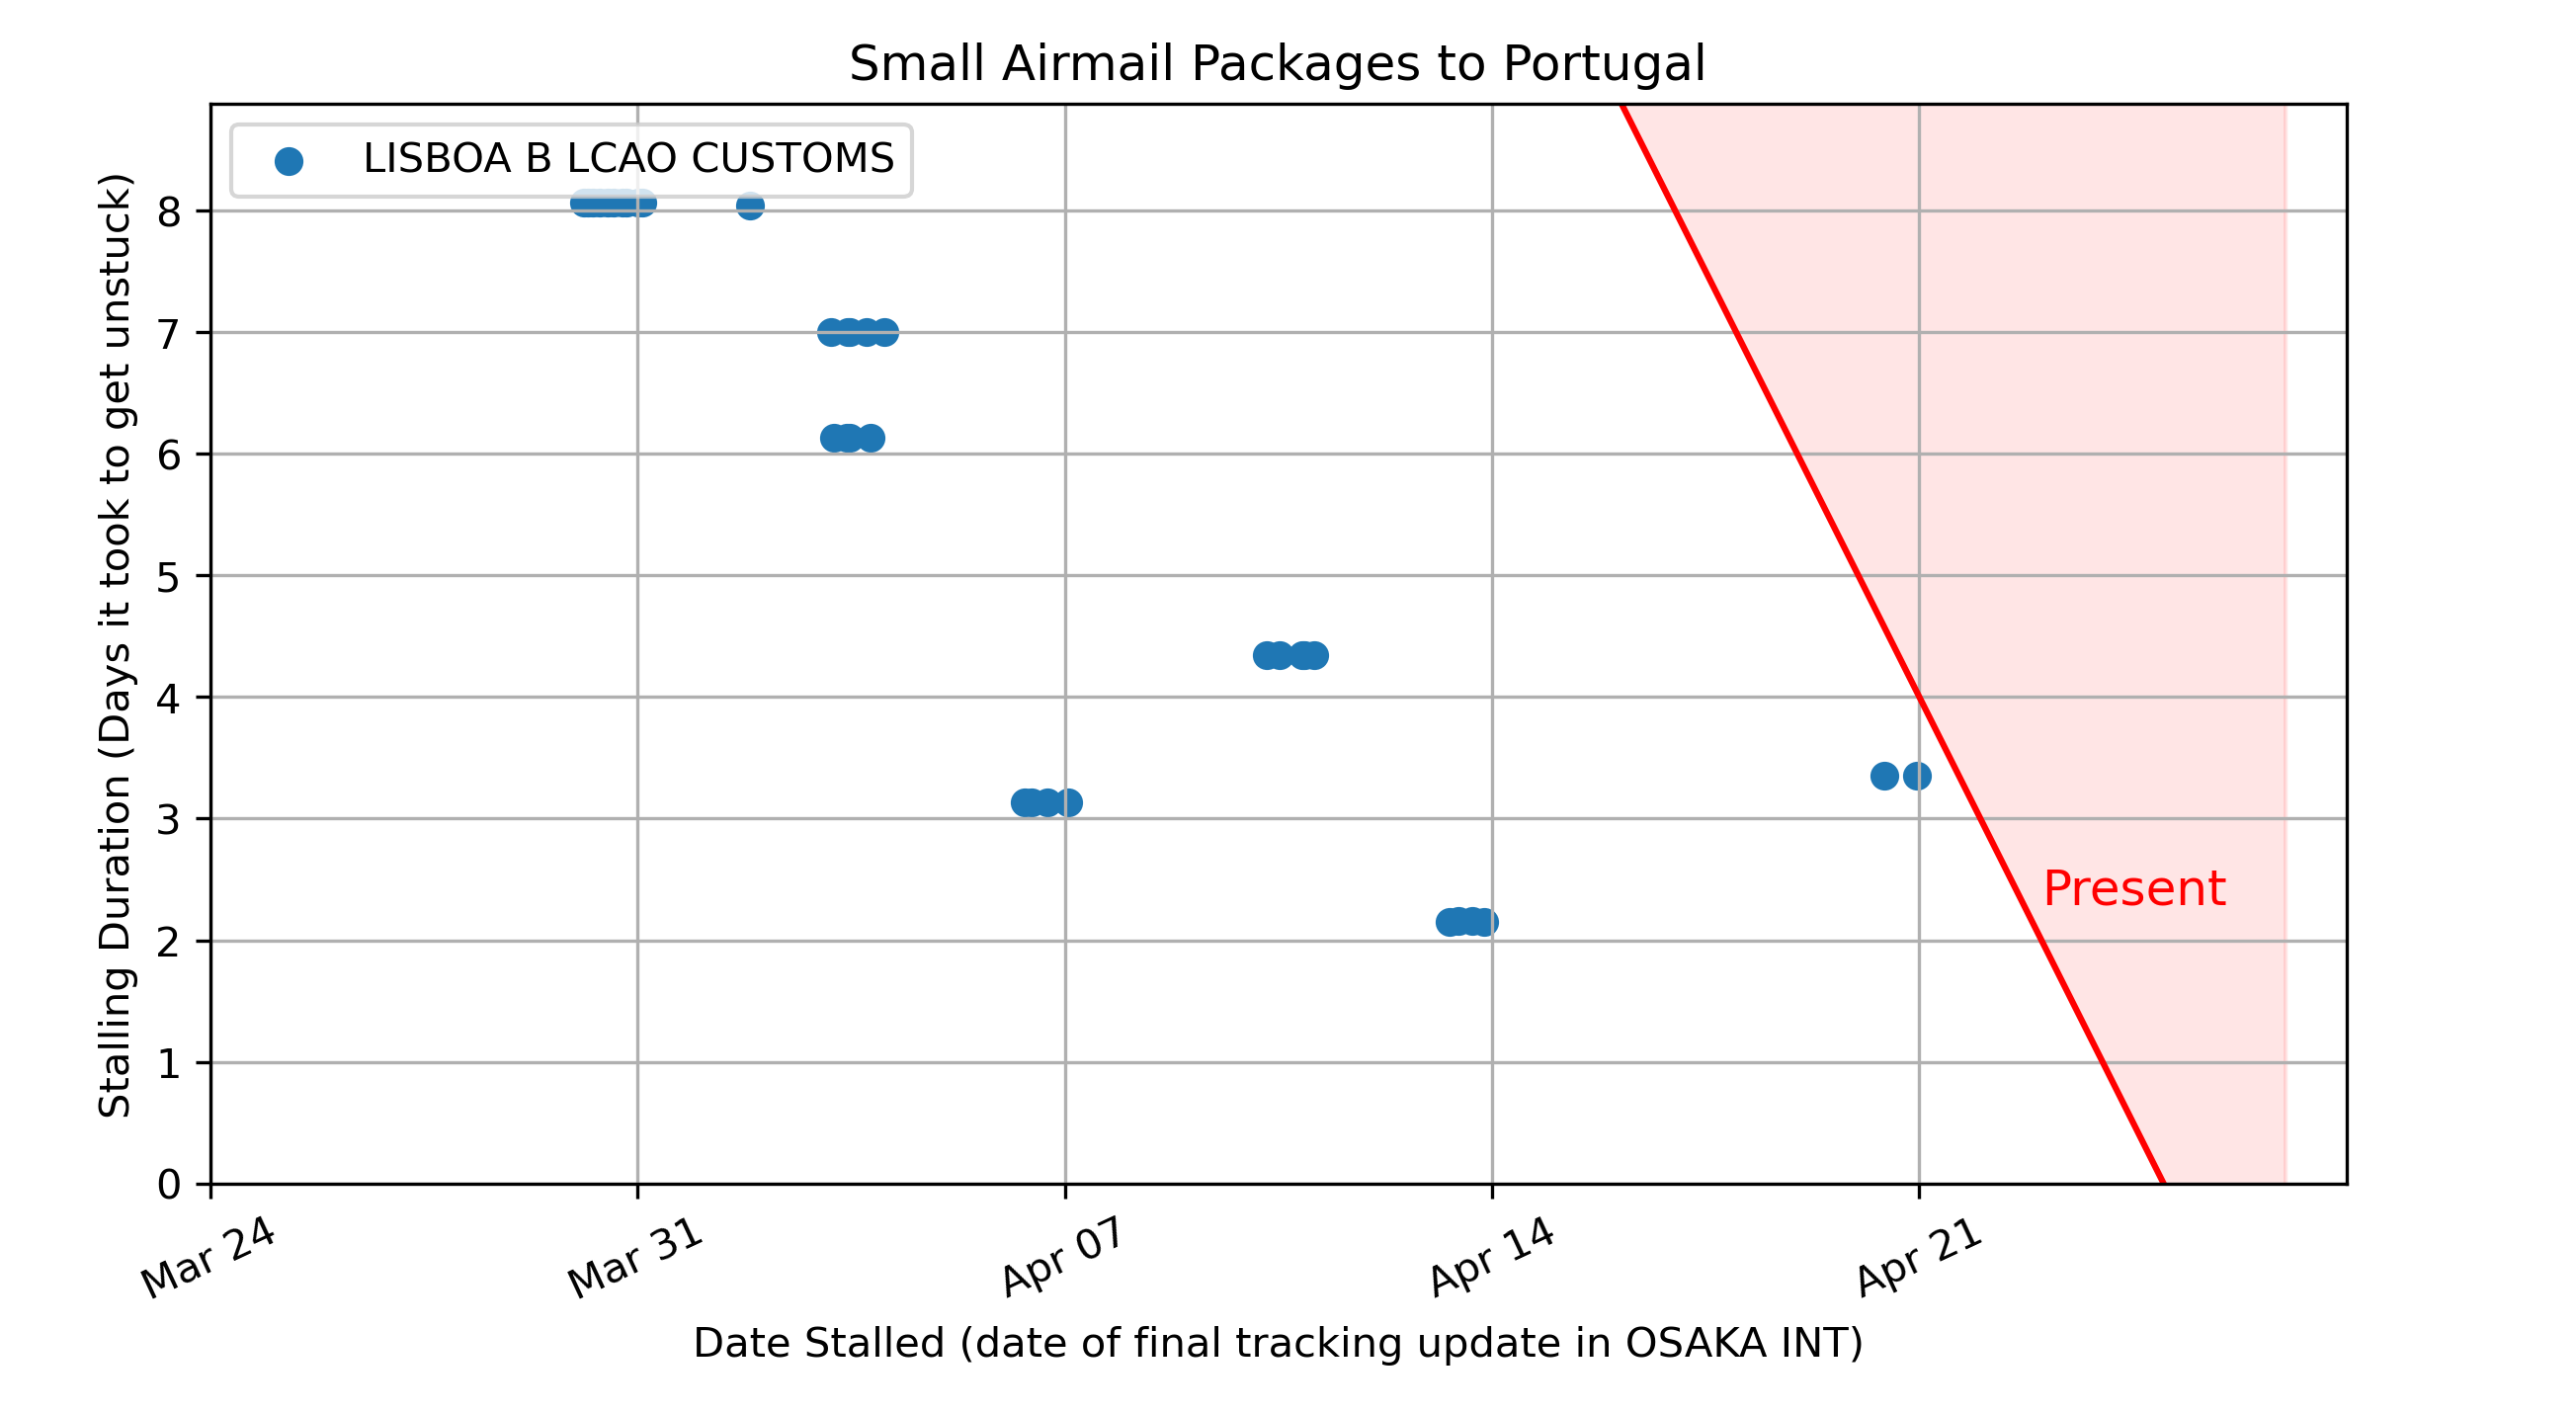 Small Airmail Packages to Portugal
LISBOA B LCAO CUSTOMS
Stalling Duration (Days it took to get unstuck)
8
7
6
5
4
3
2
1
0
Present
Mar 24
Mar 31
Apr 07
Apr 14
Apr 21
Date Stalled (date of final tracking update in OSAKA INT)